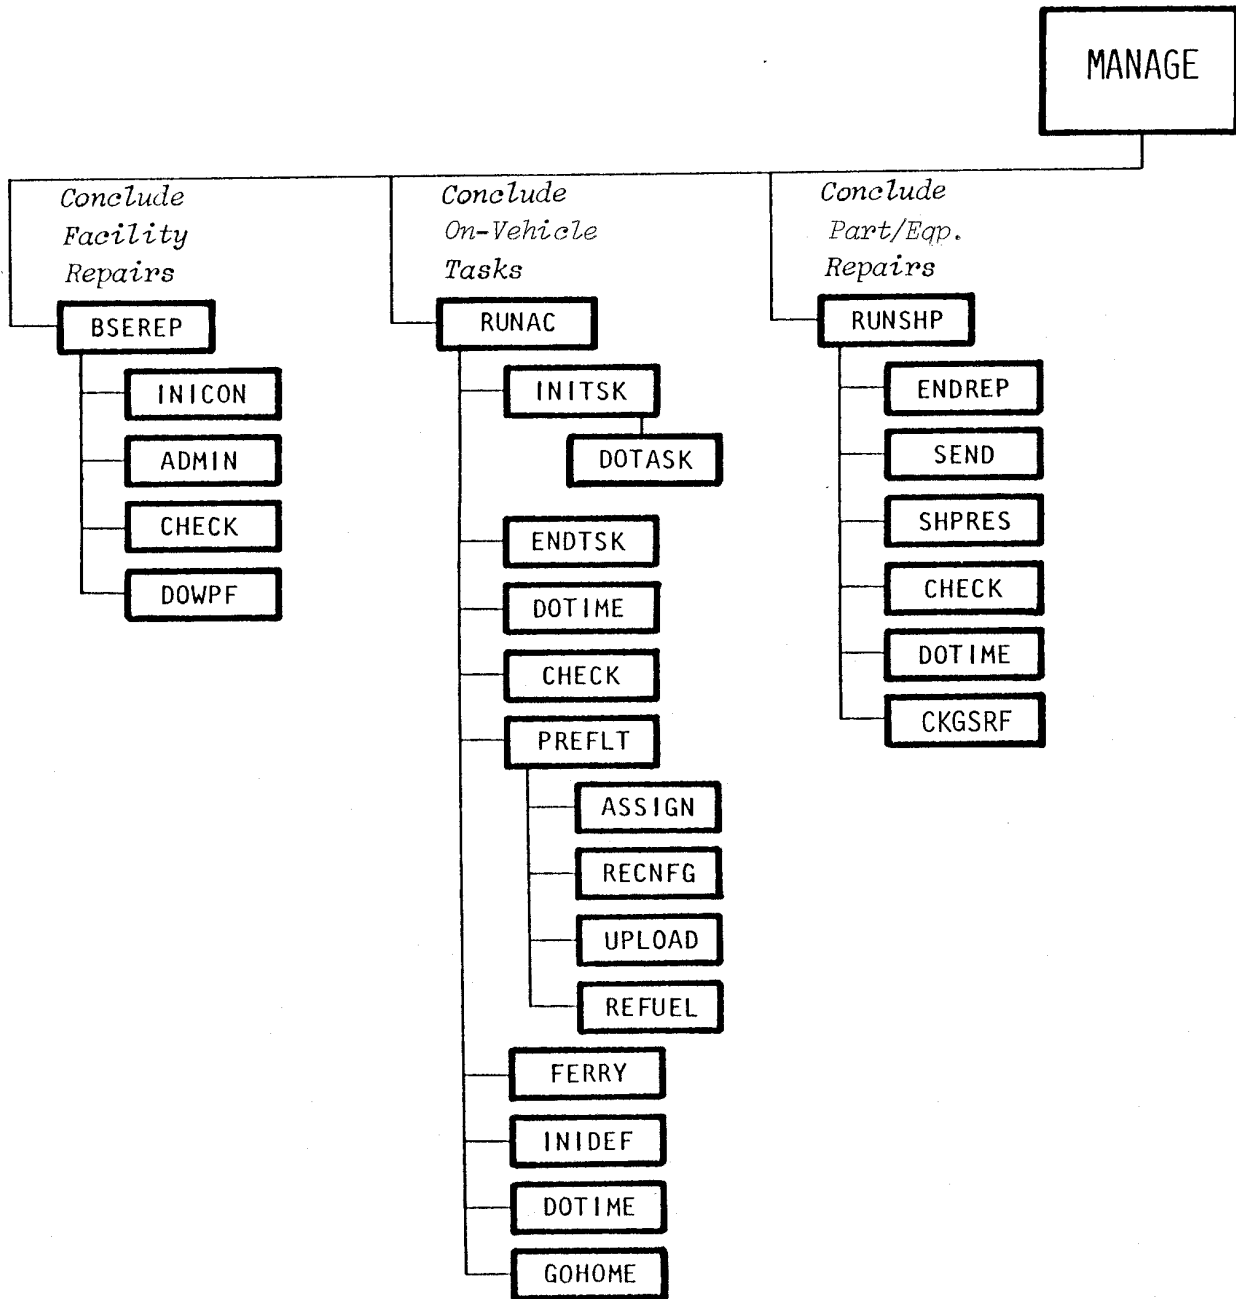 MANAGE
Conclude
Facility
Repairs
BSEREP
INICON
ADMIN
CHECK
DOWPF
Conclude
On-Vehicle
Tasks
RUNAC
INITSK
DOTASK
ENDTSK
DOTIME
CHECK
PREFLT
ASSIGN
RECNFG
UPLOAD
REFUEL
FERRY
INIDEF
DOTIME
GOHOME
Conclude
Part/Eqp.
Repairs
RUNSHP
ENDREP
SEND
SHPRES
CHECK
DOTIME
CKGSRF